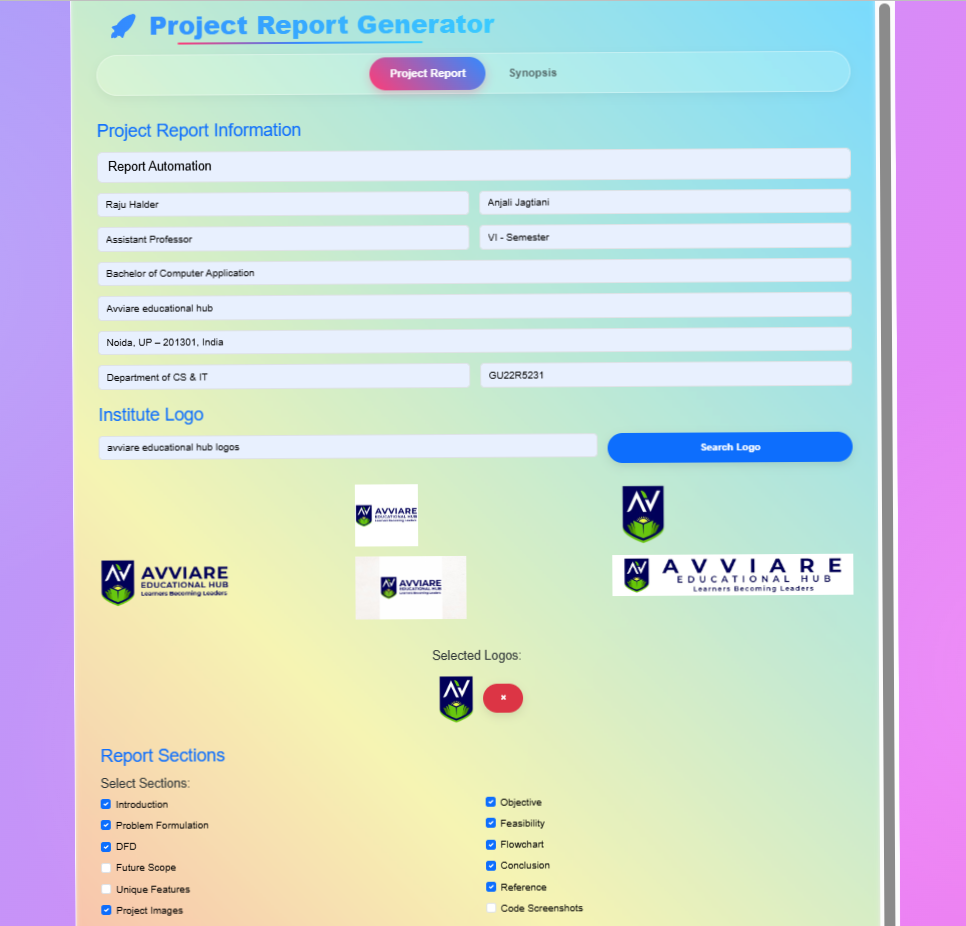 Project Report Generator
Project Report Synopsis
Project Report Information
Report Automation
Raju Halder Anjali Jagtiani
Assistant Professor VI - Semester
Bachelor of Computer Application
Avviare educational hub
Noida, UP – 201301, India
Department of CS & IT GU22R5231
Institute Logo
avviare educational hub logos Search Logo
AVVIARE
EDUCATIONAL HUB
Learners Becoming Leaders
AV
AVVIARE
EDUCATIONAL HUB
Learners Becoming Leaders
AVVIARE
EDUCATIONAL HUB
Learners Becoming Leaders
AVVIARE
EDUCATIONAL HUB
Learners Becoming Leaders
Selected Logos:
AV
Report Sections
Select Sections:
Introduction Objective
Problem Formulation Feasibility
DFD Flowchart
Future Scope Conclusion
Unique Features Reference
Project Images Code Screenshots